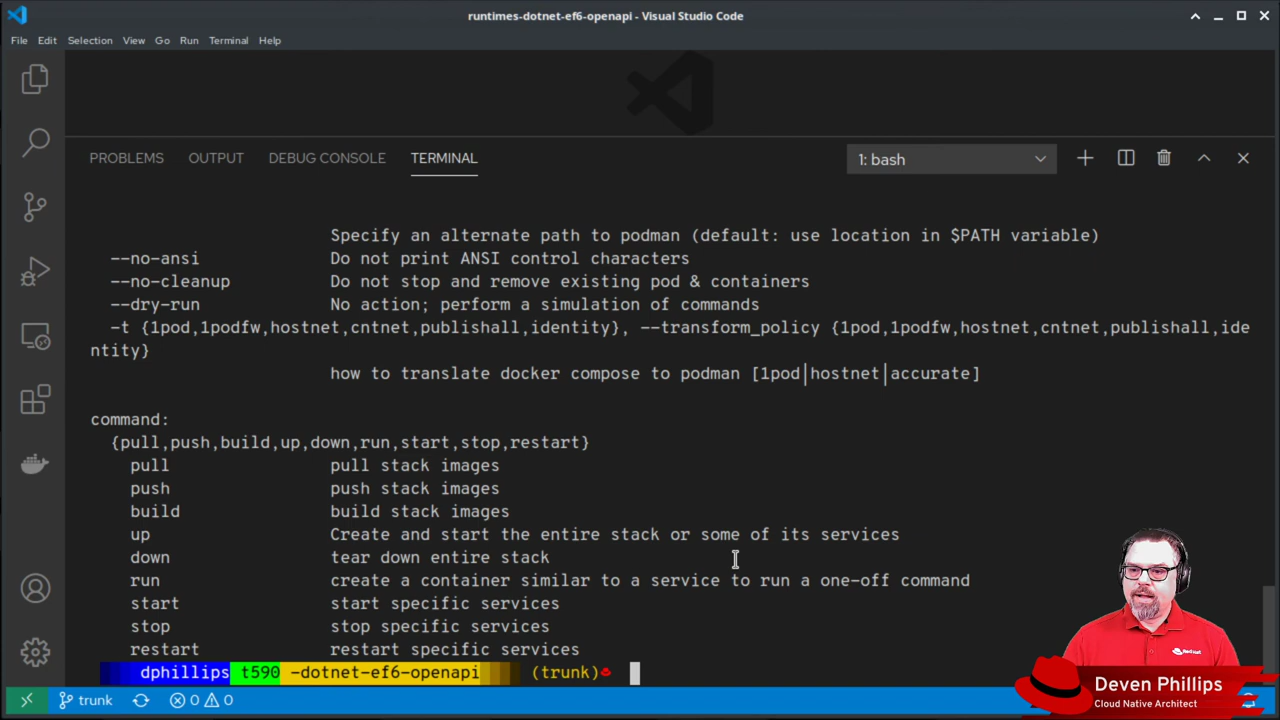 runtimes-dotnet-ef6-openapi - Visual Studio Code
File Edit Selection View Go Run Terminal Help
PROBLEMS OUTPUT DEBUG CONSOLE TERMINAL 1: bash
Specify an alternate path to podman (default: use location in $PATH variable)
--no-ansi Do not print ANSI control characters
--no-cleanup Do not stop and remove existing pod & containers
--dry-run No action; perform a simulation of commands
-t {1pod,1podfw,hostnet,cntnet,publishall,identity}, --transform_policy {1pod,1podfw,hostnet,cntnet,publishall,ide
ntity}
how to translate docker compose to podman [1pod|hostnet|accurate]
command:
{pull,push,build,up,down,run,start,stop,restart}
pull pull stack images
push push stack images
build build stack images
up Create and start the entire stack or some of its services
down tear down entire stack
run create a container similar to a service to run a one-off command
start start specific services
stop stop specific services
restart restart specific services
dphillips t590 -dotnet-ef6-openapi (trunk)
trunk 0 0
Red Hat
Deven Phillips
Cloud Native Architect